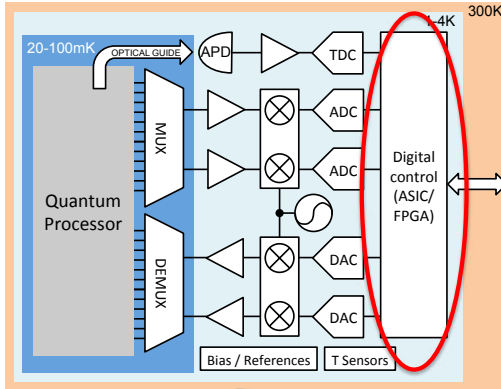 300K
1-4K
20-100mK
OPTICAL GUIDE
APD
TDC
MUX
ADC
ADC
Digital
control
(ASIC/
FPGA)
Quantum
Processor
DEMUX
DAC
DAC
Bias / References
T Sensors